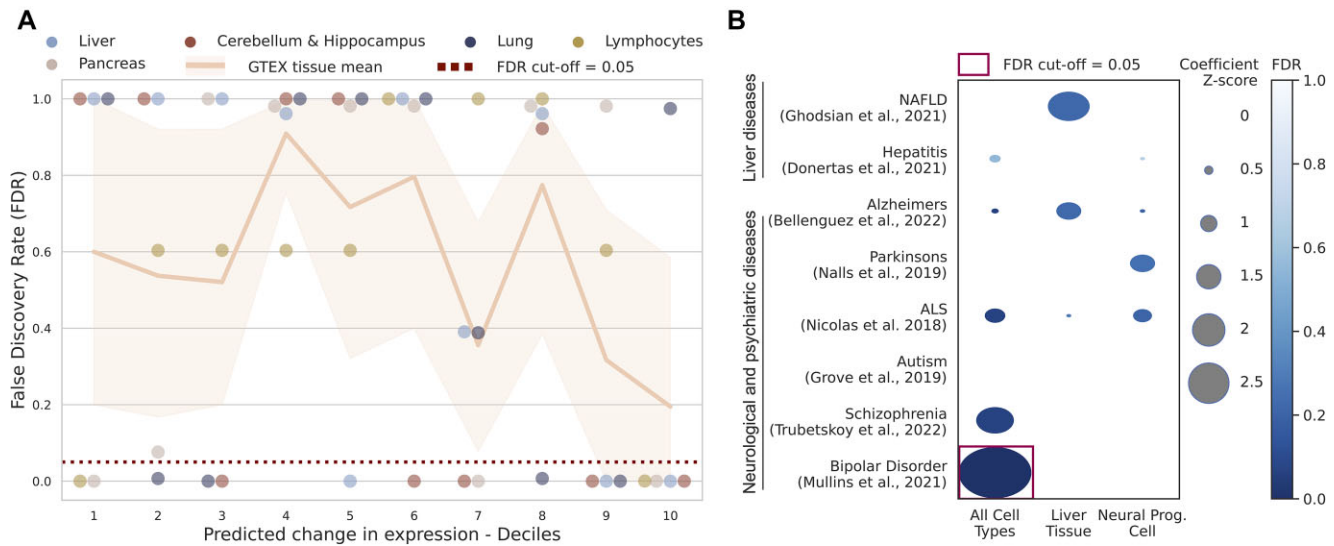 A
Liver
Cerebellum & Hippocampus
Lung
Lymphocytes
Pancreas
GTEX tissue mean
FDR cut-off = 0.05
False Discovery Rate (FDR)
1.0
0.8
0.6
0.4
0.2
0.0
1 2 3 4 5 6 7 8 9 10
Predicted change in expression - Deciles
B
FDR cut-off = 0.05
Liver diseases
NAFLD
(Ghodsian et al., 2021)
Hepatitis
(Donertas et al., 2021)
Neurological and psychiatric diseases
Alzheimers
(Bellenguez et al., 2022)
Parkinsons
(Nalls et al., 2019)
ALS
(Nicolas et al. 2018)
Autism
(Grove et al., 2019)
Schizophrenia
(Trubetskoy et al., 2022)
Bipolar Disorder
(Mullins et al., 2021)
All Cell
Types
Liver
Tissue
Neural Prog.
Cell
Coefficient
Z-score
0
0.5
1
1.5
2
2.5
FDR
1.0
0.8
0.6
0.4
0.2
0.0